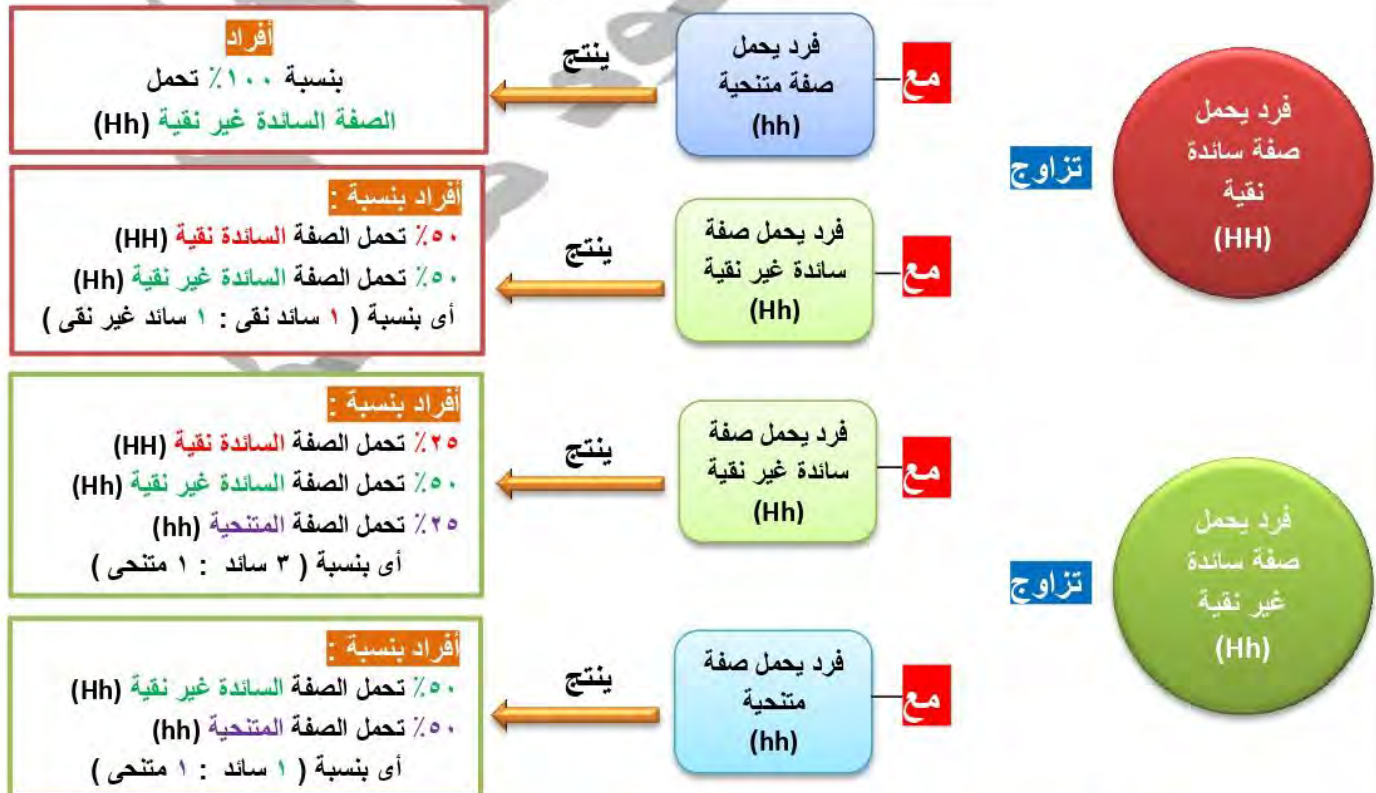 فرد يحمل
صفة سائدة
نقية
(HH)
تزاوج
مع
فرد يحمل
صفة متنحية
(hh)
ينتج
أفراد
بنسبة ١٠٠٪ تحمل
الصفة السائدة غير نقية (Hh)
مع
فرد يحمل صفة
سائدة غير نقية
(Hh)
ينتج
أفراد بنسبة :
٥٠٪ تحمل الصفة السائدة نقية (HH)
٥٠٪ تحمل الصفة السائدة غير نقية (Hh)
أى بنسبة ( ١ سائد نقى : ١ سائد غير نقى )
فرد يحمل
صفة سائدة
غير نقية
(Hh)
تزاوج
مع
فرد يحمل صفة
سائدة غير نقية
(Hh)
ينتج
أفراد بنسبة :
٢٥٪ تحمل الصفة السائدة نقية (HH)
٥٠٪ تحمل الصفة السائدة غير نقية (Hh)
٢٥٪ تحمل الصفة المتنحية (hh)
أى بنسبة ( ٣ سائد : ١ متنحى )
مع
فرد يحمل صفة
متنحية
(hh)
ينتج
أفراد بنسبة :
٥٠٪ تحمل الصفة السائدة غير نقية (Hh)
٥٠٪ تحمل الصفة المتنحية (hh)
أى بنسبة ( ١ سائد : ١ متنحى )